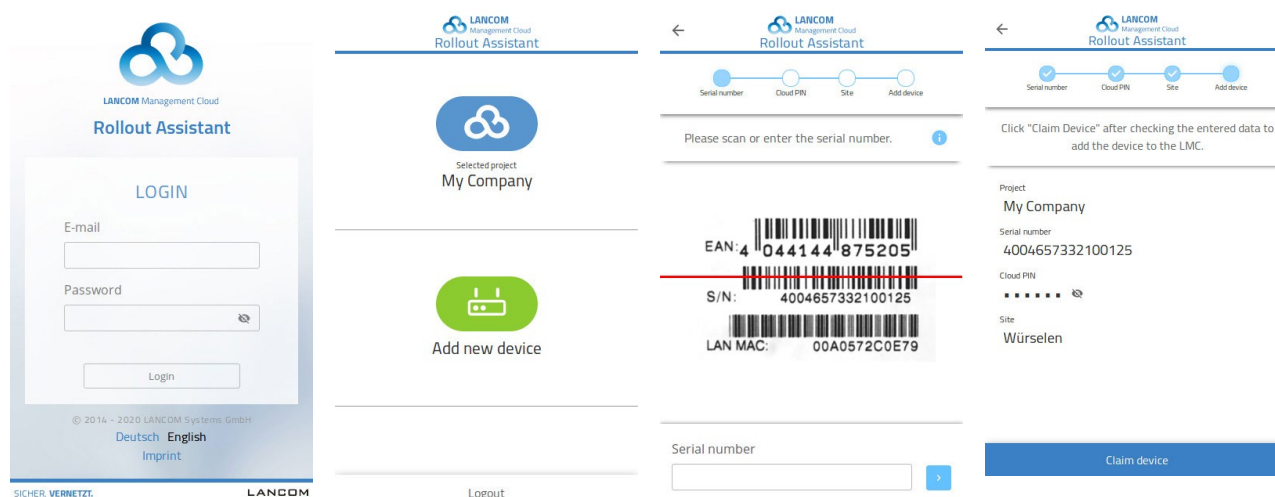 LANCOM Management Cloud
Rollout Assistant
LOGIN
E-mail
Password
Login
© 2014 - 2020 LANCOM Systems GmbH
Deutsch English
Imprint
SICHER. VERNETZT.
LANCOM
LANCOM
Management Cloud
Rollout Assistant
Selected project
My Company
Add new device
Logout
LANCOM
Management Cloud
Rollout Assistant
Serial number
Cloud PIN
Site
Add device
Please scan or enter the serial number.
EAN: 4 044144 875205
S/N: 4004657332100125
LAN MAC: 00A0572C0E79
Serial number
LANCOM
Management Cloud
Rollout Assistant
Serial number
Cloud PIN
Site
Add device
Click "Claim Device" after checking the entered data to
add the device to the LMC.
Project
My Company
Serial number
4004657332100125
Cloud PIN
Site
Würselen
Claim device